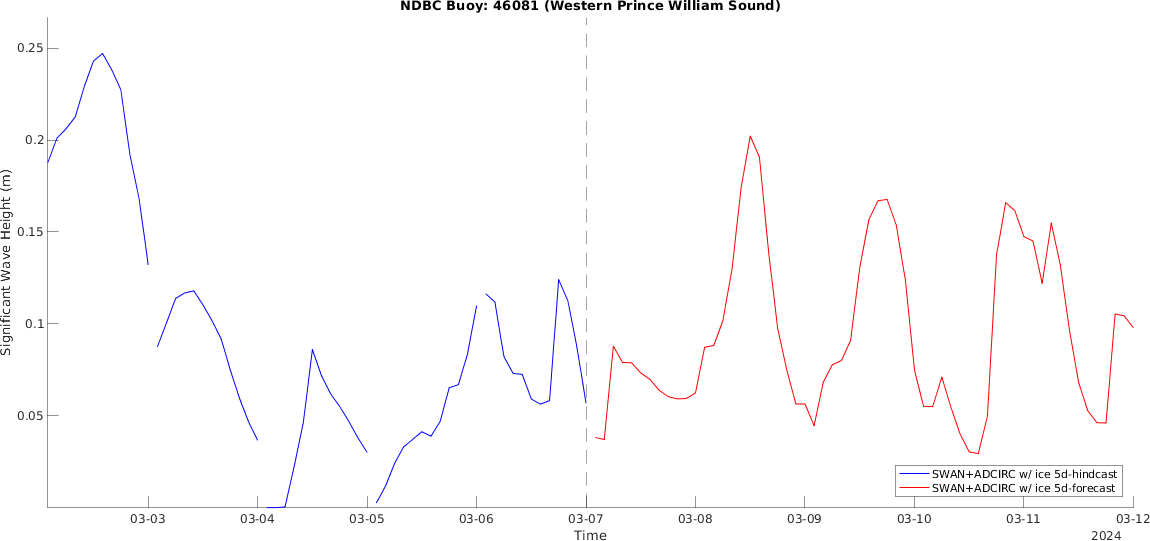 NDBC Buoy: 46081 (Western Prince William Sound)
Significant Wave Height (m)
0.25
0.2
0.15
0.1
0.05
SWAN+ADCIRC w/ ice 5d-hindcast
SWAN+ADCIRC w/ ice 5d-forecast
03-03 03-04 03-05 03-06 03-07 03-08 03-09 03-10 03-11 03-12
Time
2024